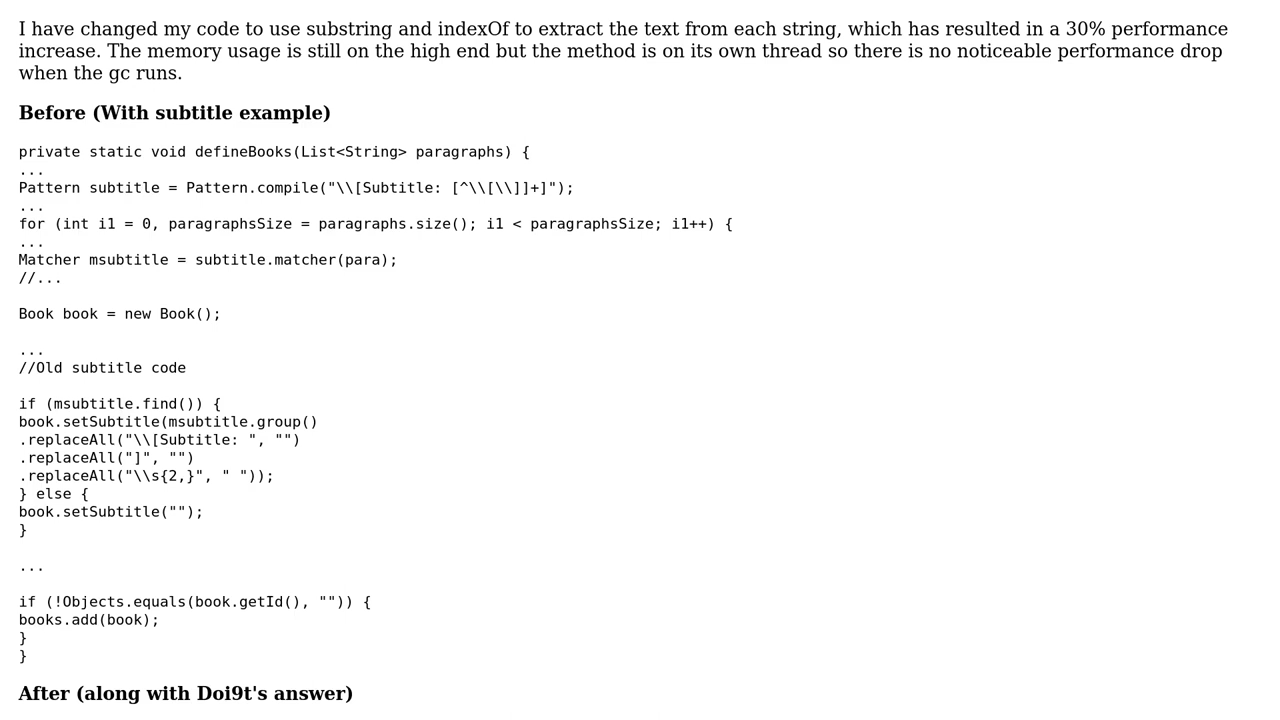 I have changed my code to use substring and indexOf to extract the text from each string, which has resulted in a 30% performance
increase. The memory usage is still on the high end but the method is on its own thread so there is no noticeable performance drop
when the gc runs.
Before (With subtitle example)
private static void defineBooks(List<String> paragraphs) {
...
Pattern subtitle = Pattern.compile("\\[Subtitle: [^\\[\\]]+]");
...
for (int i1 = 0, paragraphsSize = paragraphs.size(); i1 < paragraphsSize; i1++) {
...
Matcher msubtitle = subtitle.matcher(para);
//...
Book book = new Book();
...
//Old subtitle code
if (msubtitle.find()) {
book.setSubtitle(msubtitle.group()
.replaceAll("\\[Subtitle: ", "")
.replaceAll("]", "")
.replaceAll("\\s{2,}", " "));
} else {
book.setSubtitle("");
}
...
if (!Objects.equals(book.getId(), "")) {
books.add(book);
}
}
After (along with Doi9t's answer)